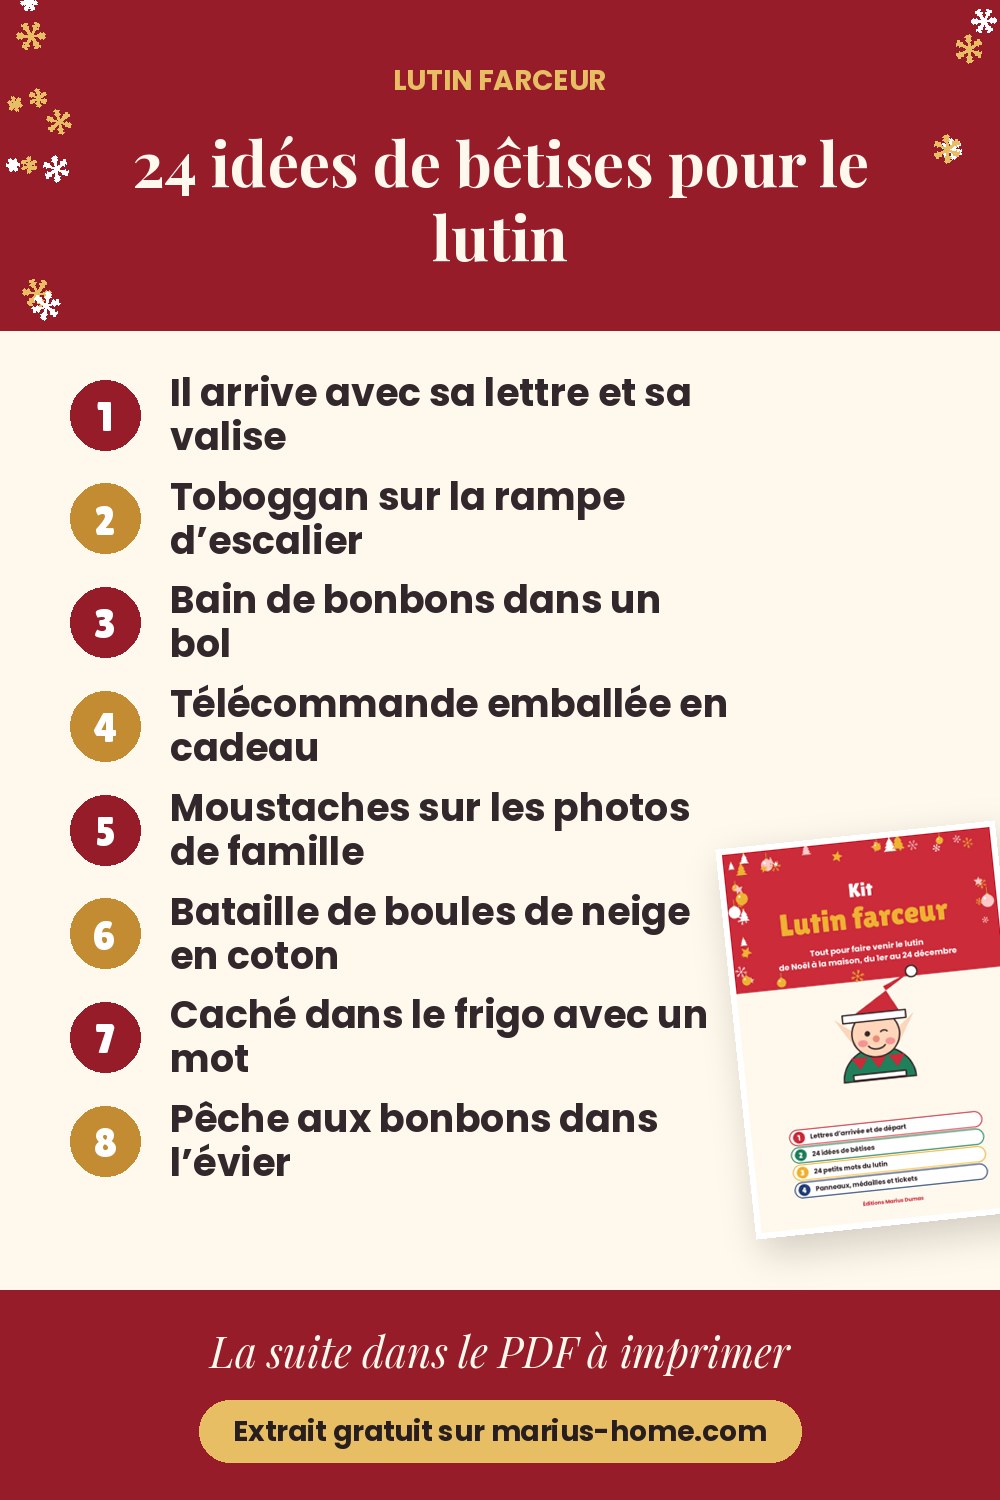 LUTIN FARCEUR
24 idées de bêtises pour le
lutin
1 Il arrive avec sa lettre et sa
valise
2 Toboggan sur la rampe
d’escalier
3 Bain de bonbons dans un
bol
4 Télécommande emballée en
cadeau
5 Moustaches sur les photos
de famille
6 Bataille de boules de neige
en coton
7 Caché dans le frigo avec un
mot
8 Pêche aux bonbons dans
l’évier
Kit
Lutin farceur
Tout pour faire venir le lutin
de Noël à la maison, du 1er au 24 décembre
1 Lettres d'arrivée et de départ
2 24 idées de bêtises
3 24 petits mots du lutin
4 Panneaux, médailles et tickets
Éditions Marius Dumas
La suite dans le PDF à imprimer
Extrait gratuit sur marius-home.com